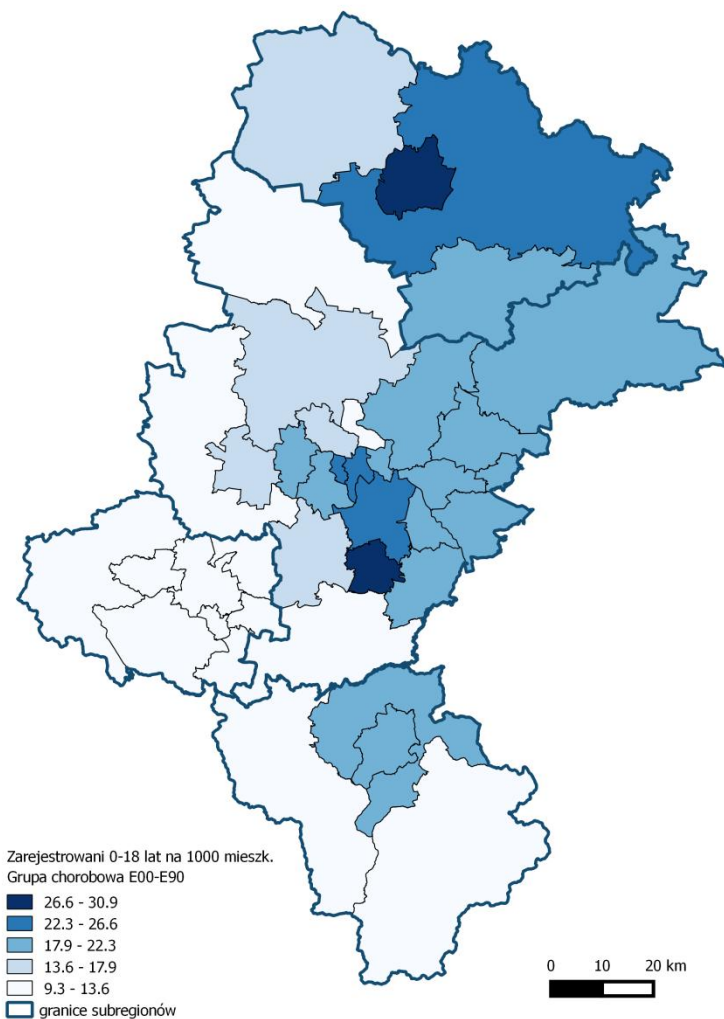 Zarejestrowani 0-18 lat na 1000 mieszk.
Grupa chorobowa E00-E90
26.6 - 30.9
22.3 - 26.6
17.9 - 22.3
13.6 - 17.9
9.3 - 13.6
granice subregionów
0 10 20 km